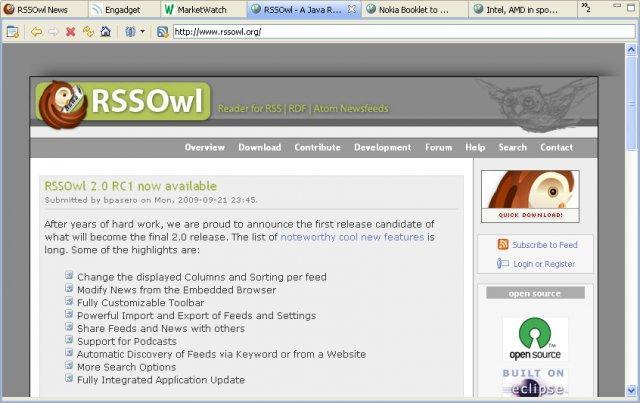 RSSOwl News
Engadget
MarketWatch
RSSOwl - A Java R...
Nokia Booklet to ...
Intel, AMD in spo...
»2
http://www.rssowl.org/
RSSOwl
Reader for RSS | RDF | Atom Newsfeeds
Overview Download Contribute Development Forum Help Search Contact
RSSOwl 2.0 RC1 now available
Submitted by bpasero on Mon, 2009-09-21 23:45.
After years of hard work, we are proud to announce the first release candidate of
what will become the final 2.0 release. The list of noteworthy cool new features is
long. Some of the highlights are:
Change the displayed Columns and Sorting per feed
Modify News from the Embedded Browser
Fully Customizable Toolbar
Powerful Import and Export of Feeds and Settings
Share Feeds and News with others
Support for Podcasts
Automatic Discovery of Feeds via Keyword or from a Website
More Search Options
Fully Integrated Application Update
NEWS
QUICK DOWNLOAD!
Subscribe to Feed
Login or Register
open source
open source
BUILT ON
eclipse